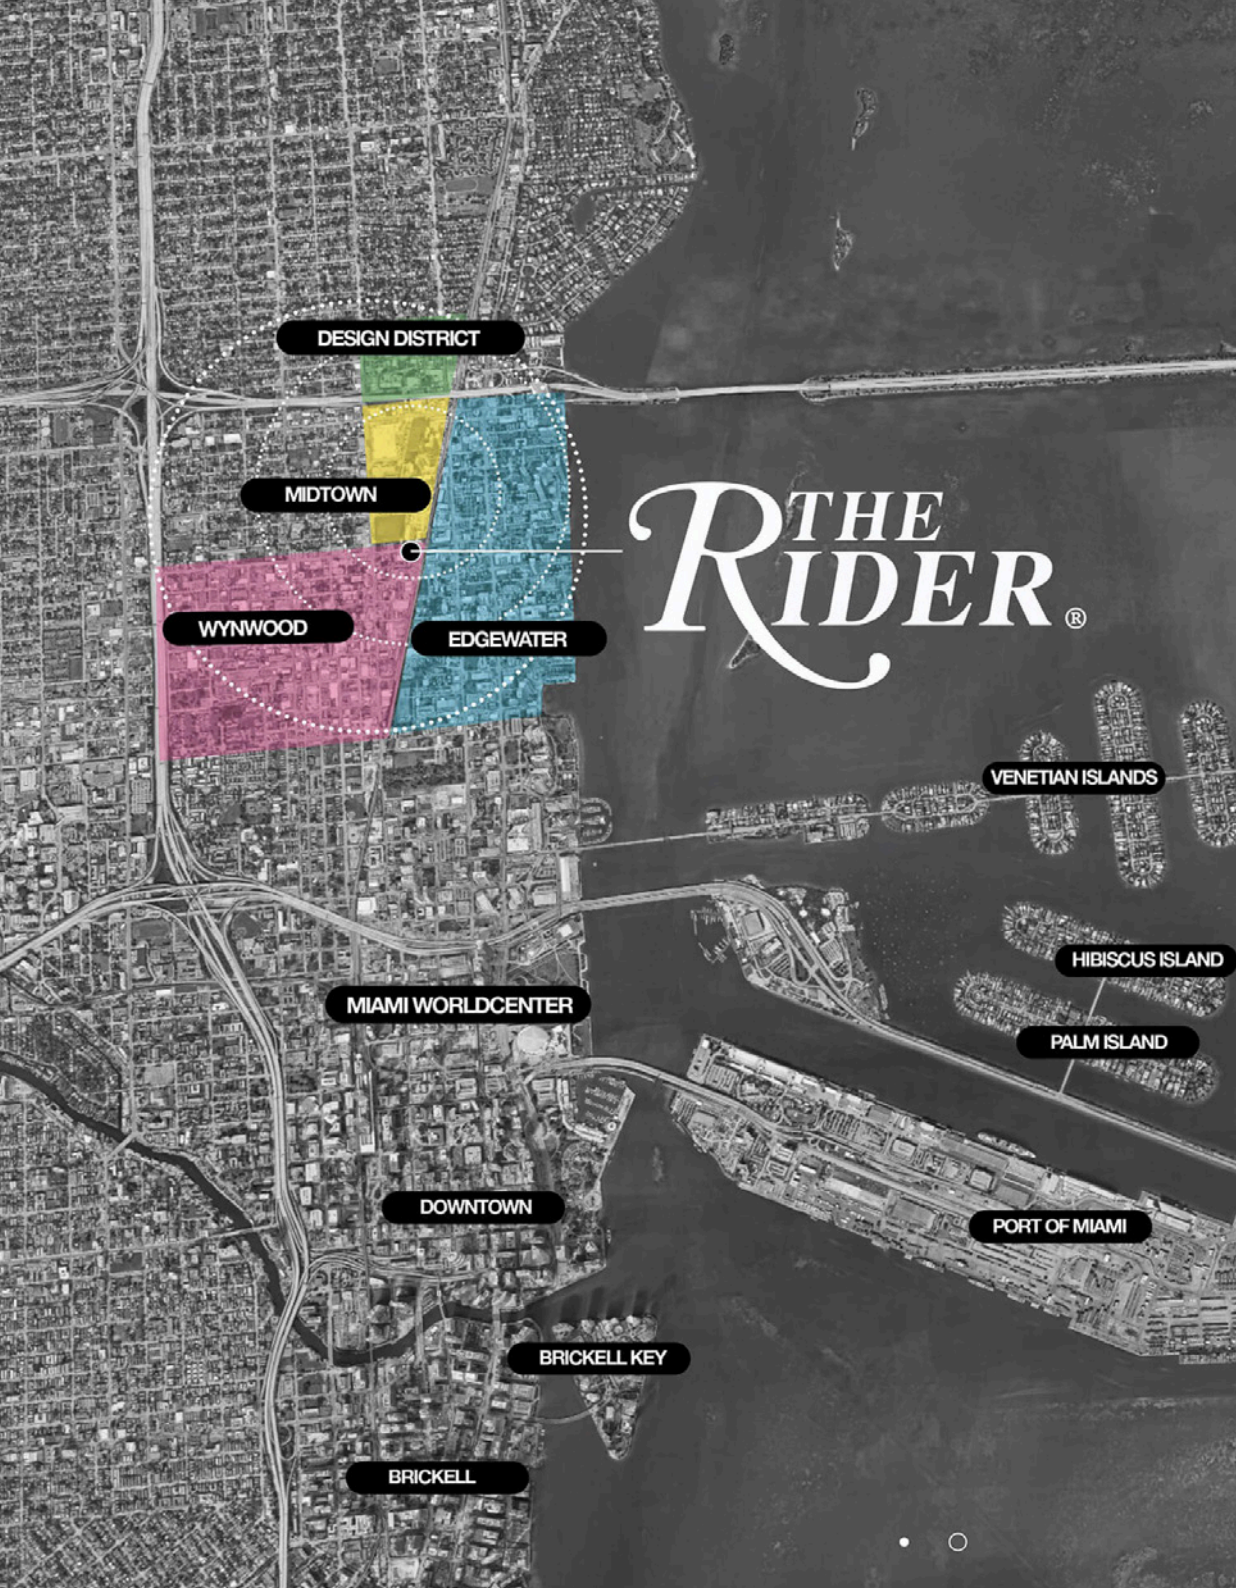 DESIGN DISTRICT
MIDTOWN
THE
RIDER®
WYNWOOD
EDGEWATER
VENETIAN ISLANDS
HIBISCUS ISLAND
MIAMI WORLDCENTER
PALM ISLAND
DOWNTOWN
PORT OF MIAMI
BRICKELL KEY
BRICKELL